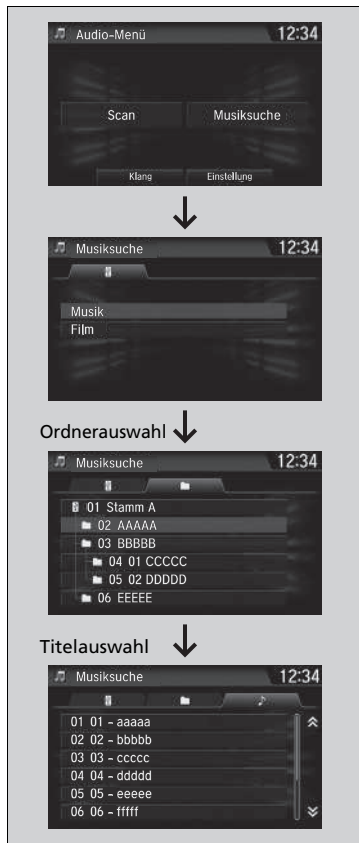 Audio-Menü 12:34
Scan Musiksuche
Klang Einstellung
Musiksuche 12:34
Musik
Film
Ordnerauswahl
Musiksuche 12:34
01 Stamm A
02 AAAAA
03 BBBBB
04 01 CCCCC
05 02 DDDDD
06 EEEEE
Titelauswahl
Musiksuche 12:34
01 01 – aaaaa
02 02 – bbbbb
03 03 – ccccc
04 04 – ddddd
05 05 – eeeee
06 06 – fffff